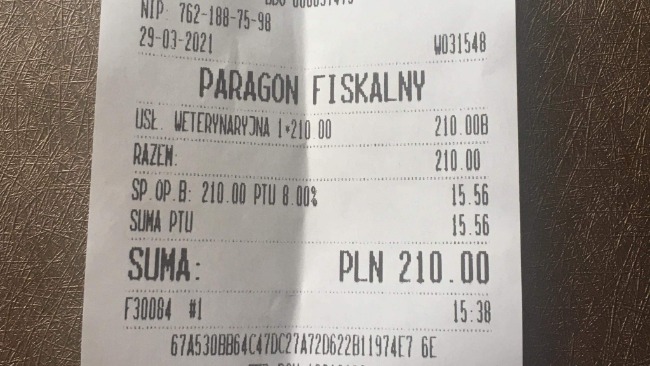 NIP: 762-188-75-98
29-03-2021 W031548
PARAGON FISKALNY
USŁ. WETERYNARYJNA 1*210.00 210.00B
RAZEM: 210.00
SP.OP.B: 210.00 PTU 8.00% 15.56
SUMA PTU 15.56
SUMA: PLN 210.00
F30084 #1 15:38
67A530BB64C47DC27A72D622B11974E7 6E